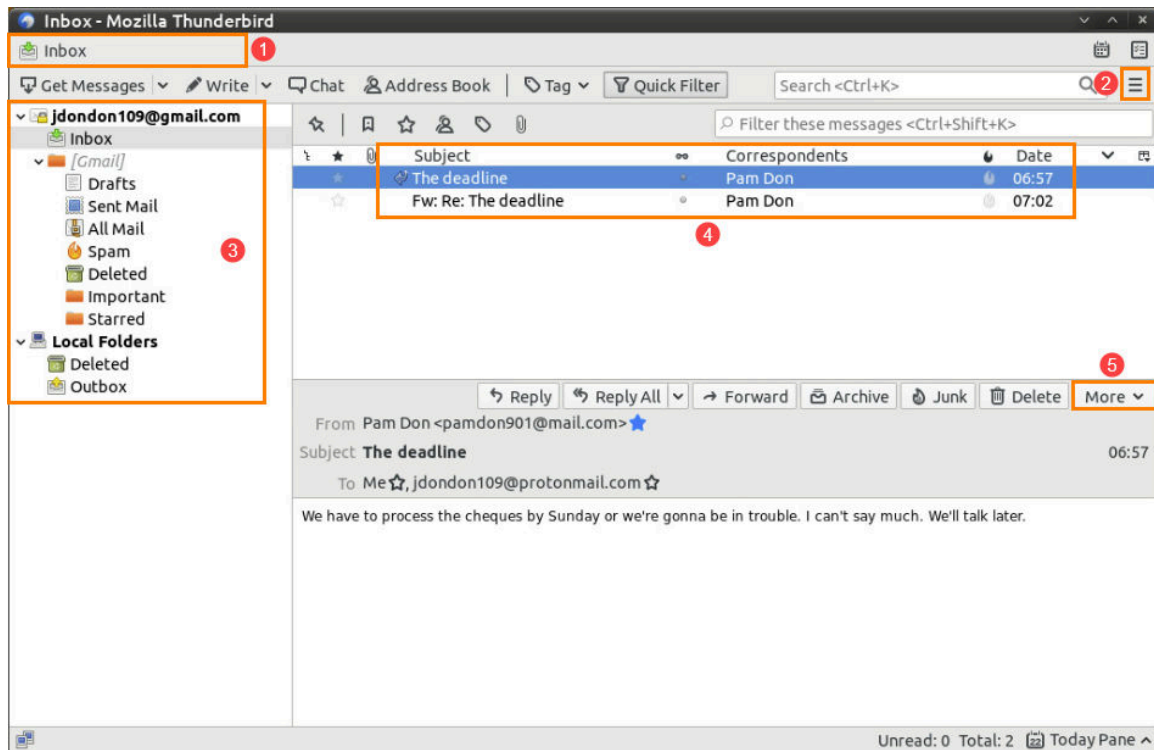 Inbox - Mozilla Thunderbird
Inbox
1
Get Messages Write Chat Address Book Tag Quick Filter Search <Ctrl+K>
2
jdondon109@gmail.com
Inbox
[Gmail]
Drafts
Sent Mail
All Mail
Spam
Deleted
Important
Starred
Local Folders
Deleted
Outbox
3
Filter these messages <Ctrl+Shift+K>
Subject Correspondents Date
The deadline Pam Don 06:57
Fw: Re: The deadline Pam Don 07:02
4
5
Reply Reply All Forward Archive Junk Delete More
From Pam Don <pamdon901@mail.com>
Subject The deadline 06:57
To Me, jdondon109@protonmail.com
We have to process the cheques by Sunday or we're gonna be in trouble. I can't say much. We'll talk later.
Unread: 0 Total: 2 22 Today Pane